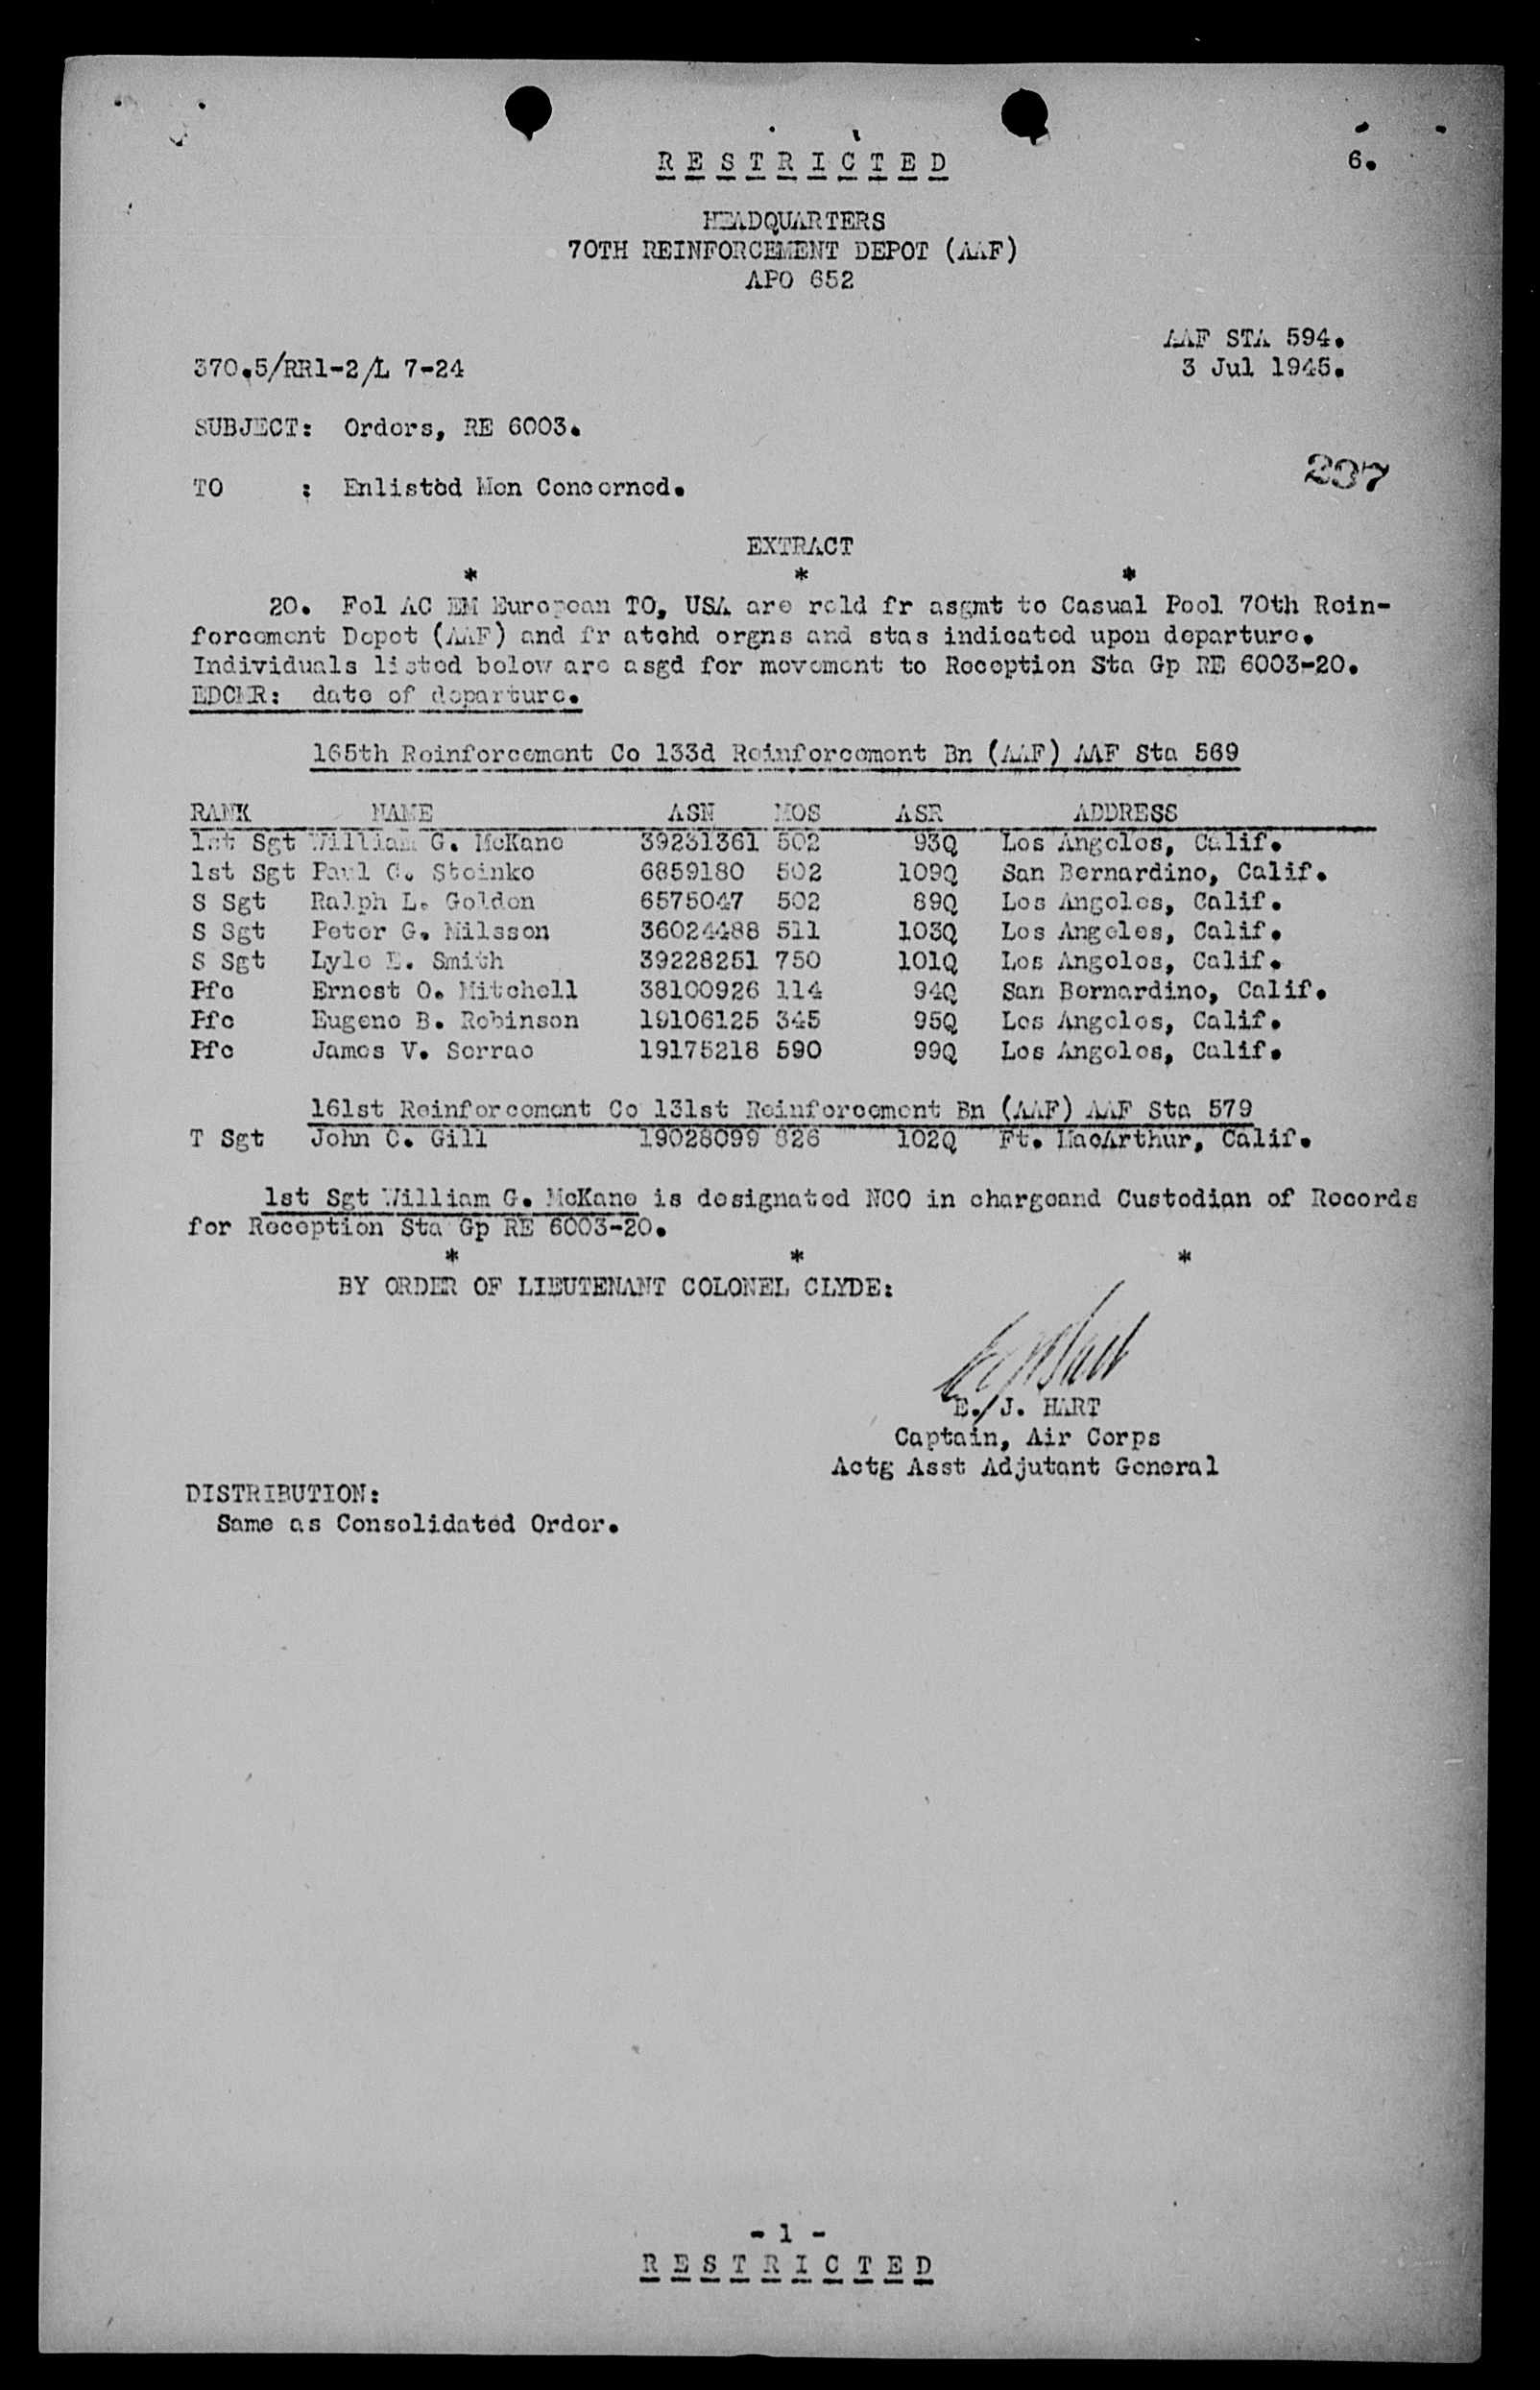 RESTRICTED
6.
HEADQUARTERS
70TH REINFORCEMENT DEPOT (AAF)
APO 652
AAF STA 594.
370.5/RR1-2/L 7-24
3 Jul 1945.
SUBJECT: Orders, RE 6003.
237
TO : Enlisted Men Concerned.
EXTRACT
* * *
20. Fol AC EM European TO, USA are reld fr asgmt to Casual Pool 70th Rein-
forcement Depot (AAF) and fr atchd orgns and stas indicated upon departure.
Individuals listed below are asgd for movement to Reception Sta Gp RE 6003-20.
EDCMR: date of departure.
165th Reinforcement Co 133d Reinforcement Bn (AAF) AAF Sta 569
RANK NAME ASN MOS ASR ADDRESS
1st Sgt William G. McKane 39231361 502 93Q Los Angeles, Calif.
1st Sgt Paul C. Steinke 6859180 502 109Q San Bernardino, Calif.
S Sgt Ralph L. Golden 6575047 502 89Q Los Angeles, Calif.
S Sgt Peter G. Nilsson 36024488 511 103Q Los Angeles, Calif.
S Sgt Lyle E. Smith 39228251 750 101Q Los Angeles, Calif.
Pfc Ernest O. Mitchell 38100926 114 94Q San Bernardino, Calif.
Pfc Eugene B. Robinson 19106125 345 95Q Los Angeles, Calif.
Pfc James V. Serrao 19175218 590 99Q Los Angeles, Calif.
161st Reinforcement Co 131st Reinforcement Bn (AAF) AAF Sta 579
T Sgt John C. Gill 19028099 826 102Q Ft. MacArthur, Calif.
1st Sgt William G. McKane is designated NCO in chargeand Custodian of Records
for Reception Sta Gp RE 6003-20.
* * *
BY ORDER OF LIEUTENANT COLONEL CLYDE:
E. J. HART
Captain, Air Corps
Actg Asst Adjutant General
DISTRIBUTION:
Same as Consolidated Order.
- 1 -
RESTRICTED